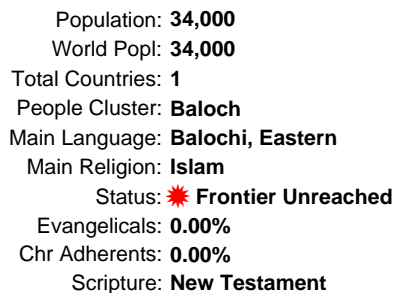 Population: 34,000
World Popl: 34,000
Total Countries: 1
People Cluster: Baloch
Main Language: Balochi, Eastern
Main Religion: Islam
Status: Frontier Unreached
Evangelicals: 0.00%
Chr Adherents: 0.00%
Scripture: New Testament